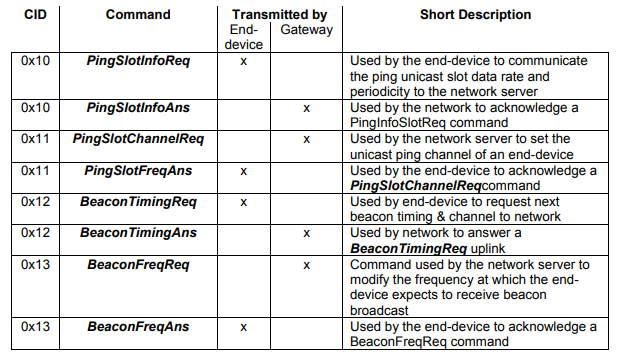 CID Command Transmitted by Short Description
End-device Gateway
0x10 PingSlotInfoReq x Used by the end-device to communicate
the ping unicast slot data rate and
periodicity to the network server
0x10 PingSlotInfoAns x Used by the network to acknowledge a
PingInfoSlotReq command
0x11 PingSlotChannelReq x Used by the network server to set the
unicast ping channel of an end-device
0x11 PingSlotFreqAns x Used by the end-device to acknowledge a
PingSlotChannelReqcommand
0x12 BeaconTimingReq x Used by end-device to request next
beacon timing & channel to network
0x12 BeaconTimingAns x Used by network to answer a
BeaconTimingReq uplink
0x13 BeaconFreqReq x Command used by the network server to
modify the frequency at which the end-
device expects to receive beacon
broadcast
0x13 BeaconFreqAns x Used by the end-device to acknowledge a
BeaconFreqReq command